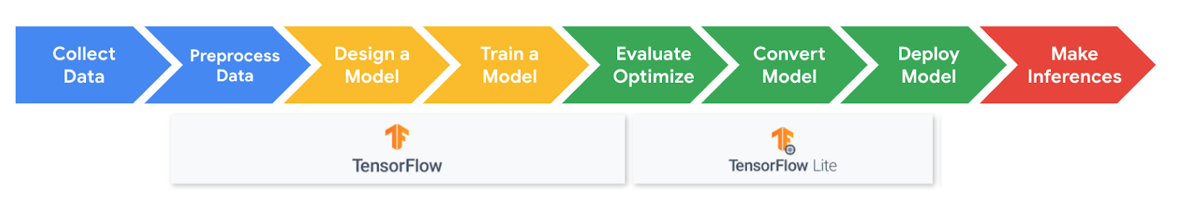 Collect
Data
Preprocess
Data
Design a
Model
Train a
Model
Evaluate
Optimize
Convert
Model
Deploy
Model
Make
Inferences
TensorFlow
TensorFlow Lite